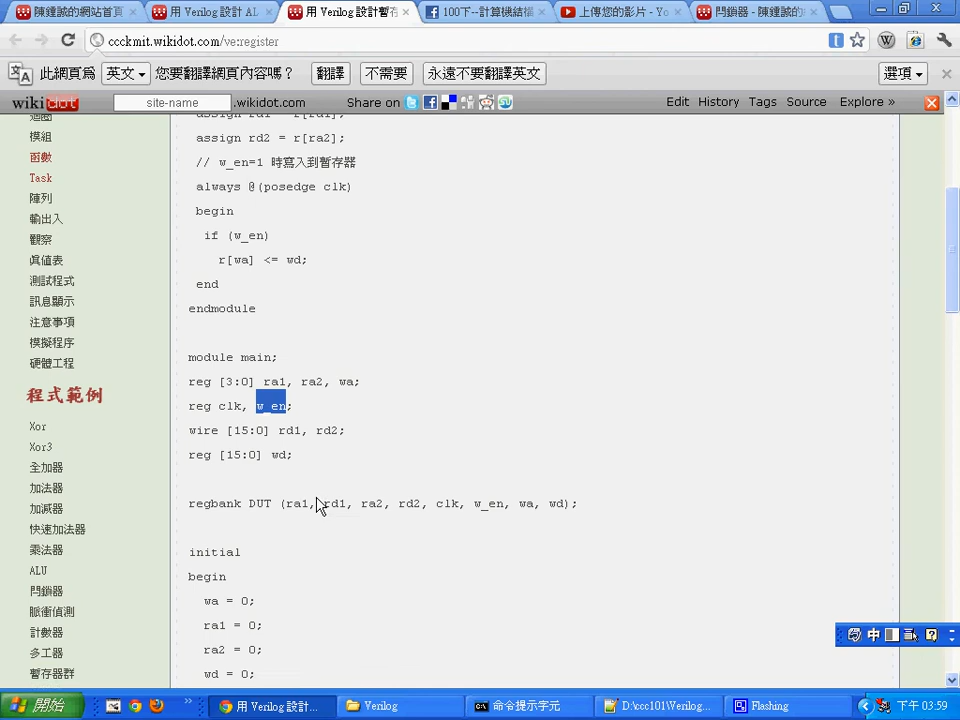 陳鍾誠的網站首頁
用 Verilog 設計 AL
用 Verilog 設計暫存
100下--計算機結構
上傳您的影片 - Yo
閂鎖器 - 陳鍾誠的
ccckmit.wikidot.com/ve:register
此網頁為 英文 您要翻譯網頁內容嗎？ 翻譯 不需要 永遠不要翻譯英文 選項
wikidot site-name .wikidot.com Share on Edit History Tags Source Explore »
迴圈
模組
函數
Task
陣列
輸出入
觀察
真值表
測試程式
訊息顯示
注意事項
模擬程序
硬體工程
程式範例
Xor
Xor3
全加器
加法器
加減器
快速加法器
乘法器
ALU
閂鎖器
脈衝偵測
計數器
多工器
暫存器群
assign rd1 = r[ra1];
assign rd2 = r[ra2];
// w_en=1 時寫入到暫存器
always @(posedge clk)
begin
if (w_en)
r[wa] <= wd;
end
endmodule
module main;
reg [3:0] ra1, ra2, wa;
reg clk, w_en;
wire [15:0] rd1, rd2;
reg [15:0] wd;
regbank DUT (ra1, rd1, ra2, rd2, clk, w_en, wa, wd);
initial
begin
wa = 0;
ra1 = 0;
ra2 = 0;
wd = 0;
中
開始
用 Verilog 設計...
Verilog
命令提示字元
D:\ccc101\Verilog...
Flashing
下午 03:59